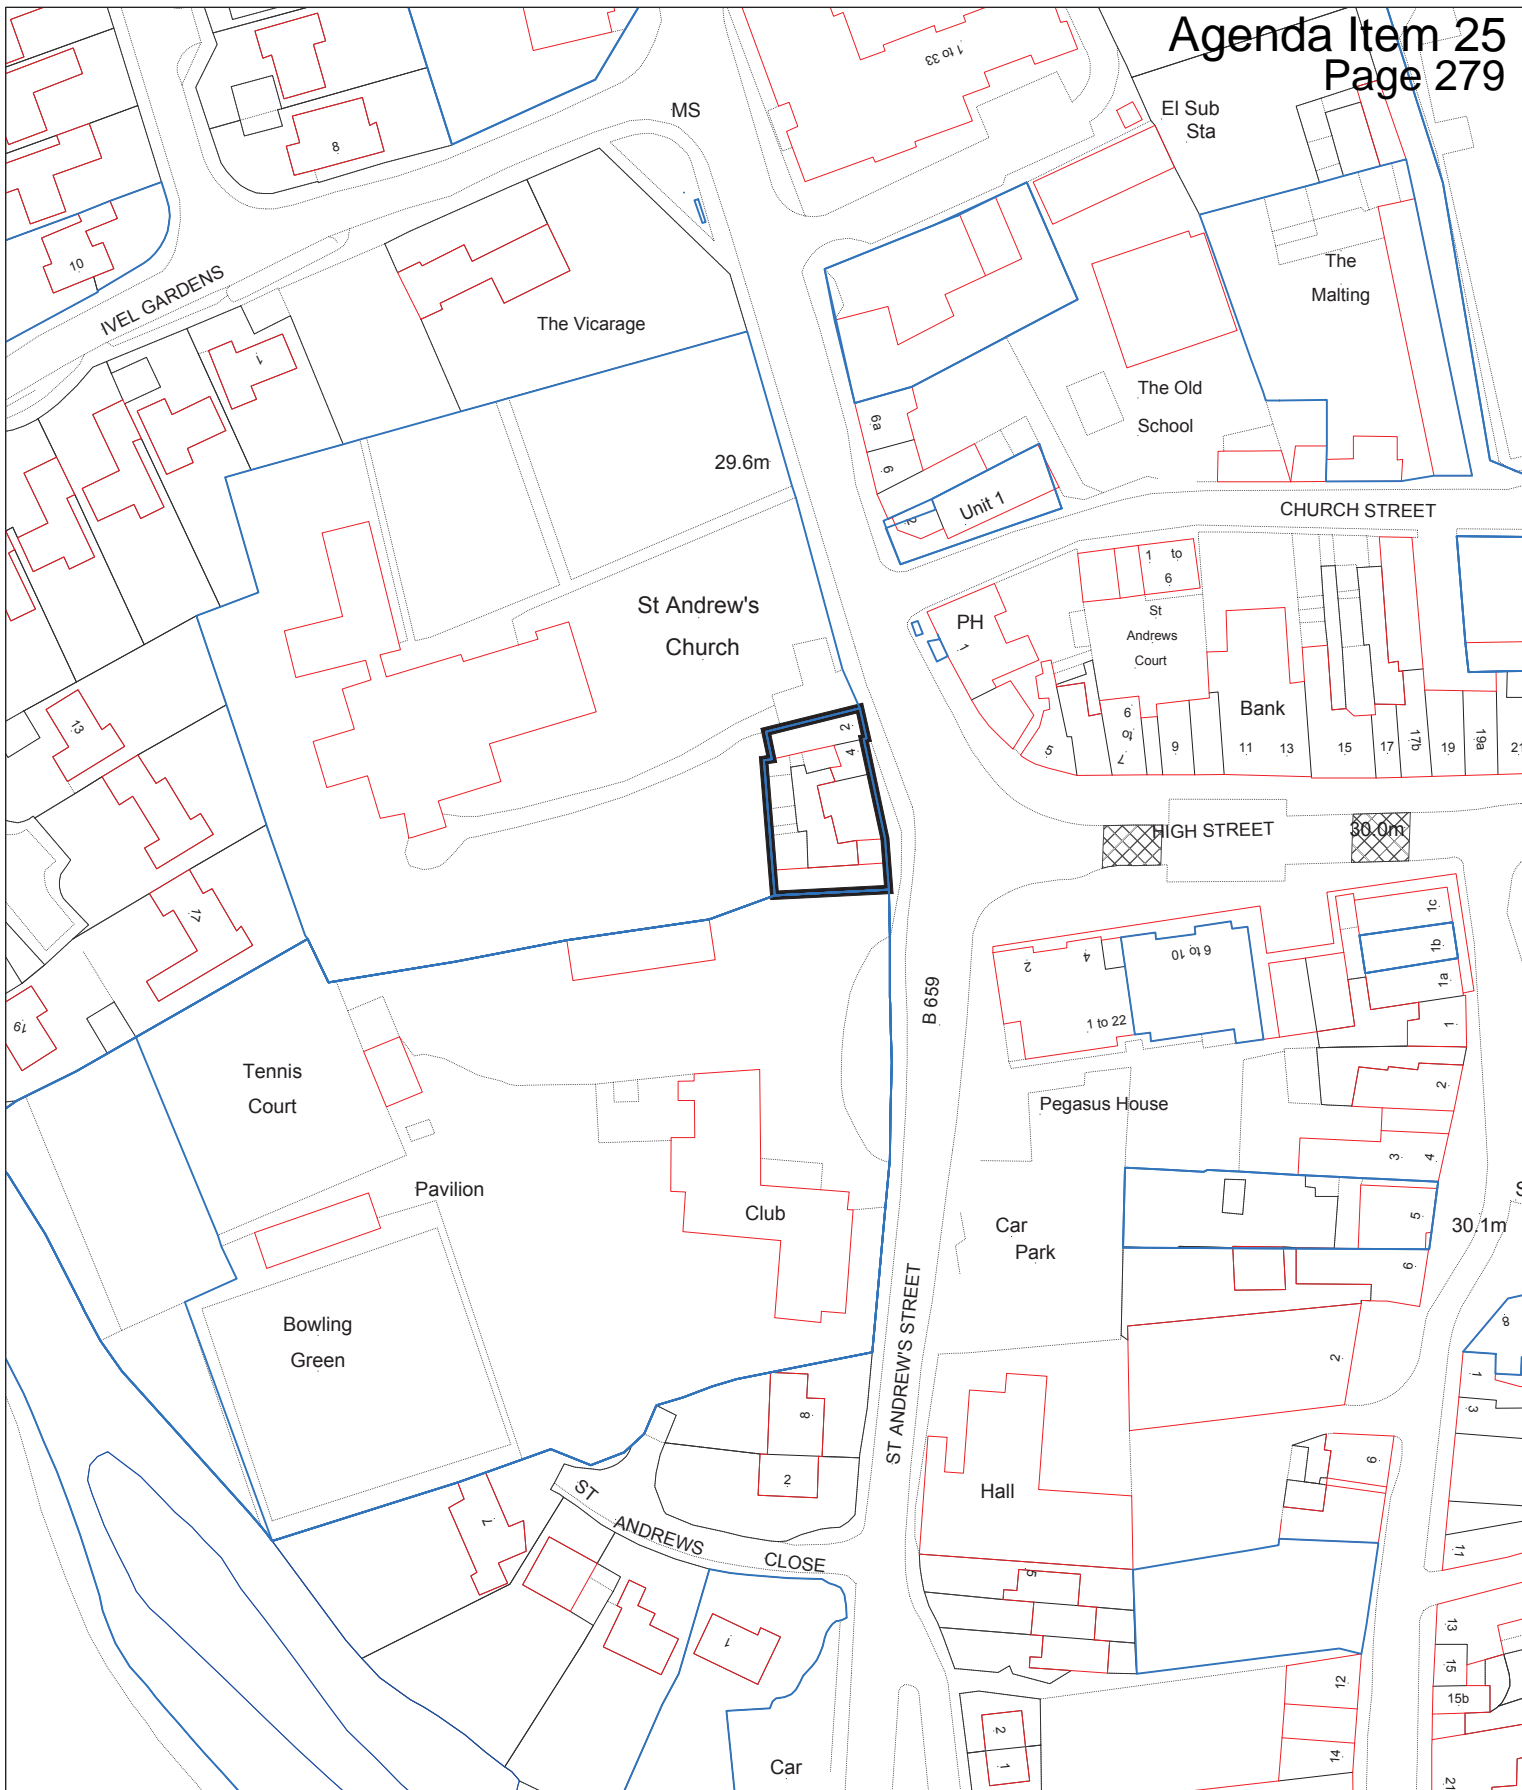 Agenda Item 25
Page 279
1 to 33
MS
El Sub
Sta
8
10
IVEL GARDENS
The Vicarage
1
The
Malting
The Old
School
6a
6
29.6m
Unit 1
2
CHURCH STREET
St Andrew's
Church
PH
1
1 to
6
St
Andrews
Court
Bank
2
4
5
6
to
7
9
11
13
15
17
17b
19
19a
21
13
HIGH STREET
30.0m
17
1c
1b
1a
1
2
4
6 to 10
1 to 22
B 659
19
Tennis
Court
Pegasus House
2
3
4
Pavilion
Club
Car
Park
5
30.1m
6
ST ANDREW'S STREET
Bowling
Green
2
8
1
3
8
2
Hall
9
11
7
ST
ANDREWS
CLOSE
5
1
13
15
15b
12
14
2
1
Car
21